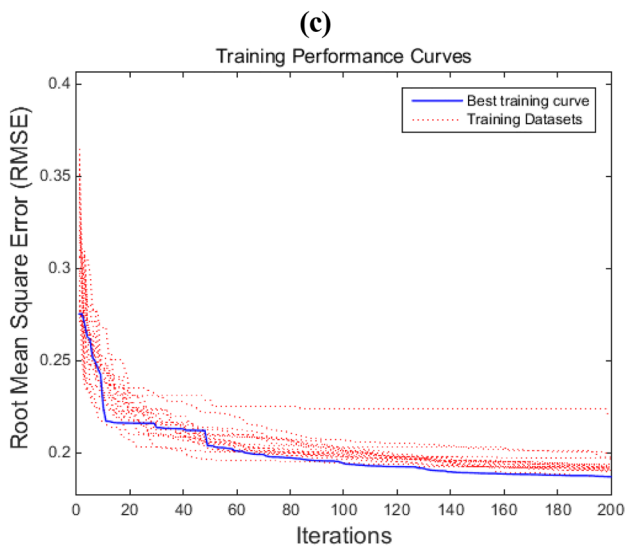 (c)
Training Performance Curves
Root Mean Square Error (RMSE)
0.4
0.35
0.3
0.25
0.2
Best training curve
Training Datasets
0 20 40 60 80 100 120 140 160 180 200
Iterations